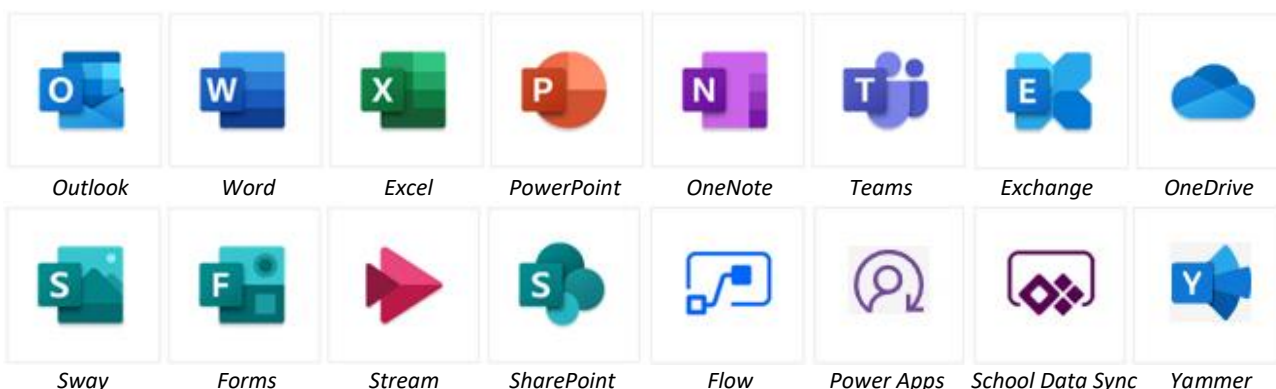 O W X P N T E
Outlook Word Excel PowerPoint OneNote Teams Exchange OneDrive
S F S Y
Sway Forms Stream SharePoint Flow Power Apps School Data Sync Yammer